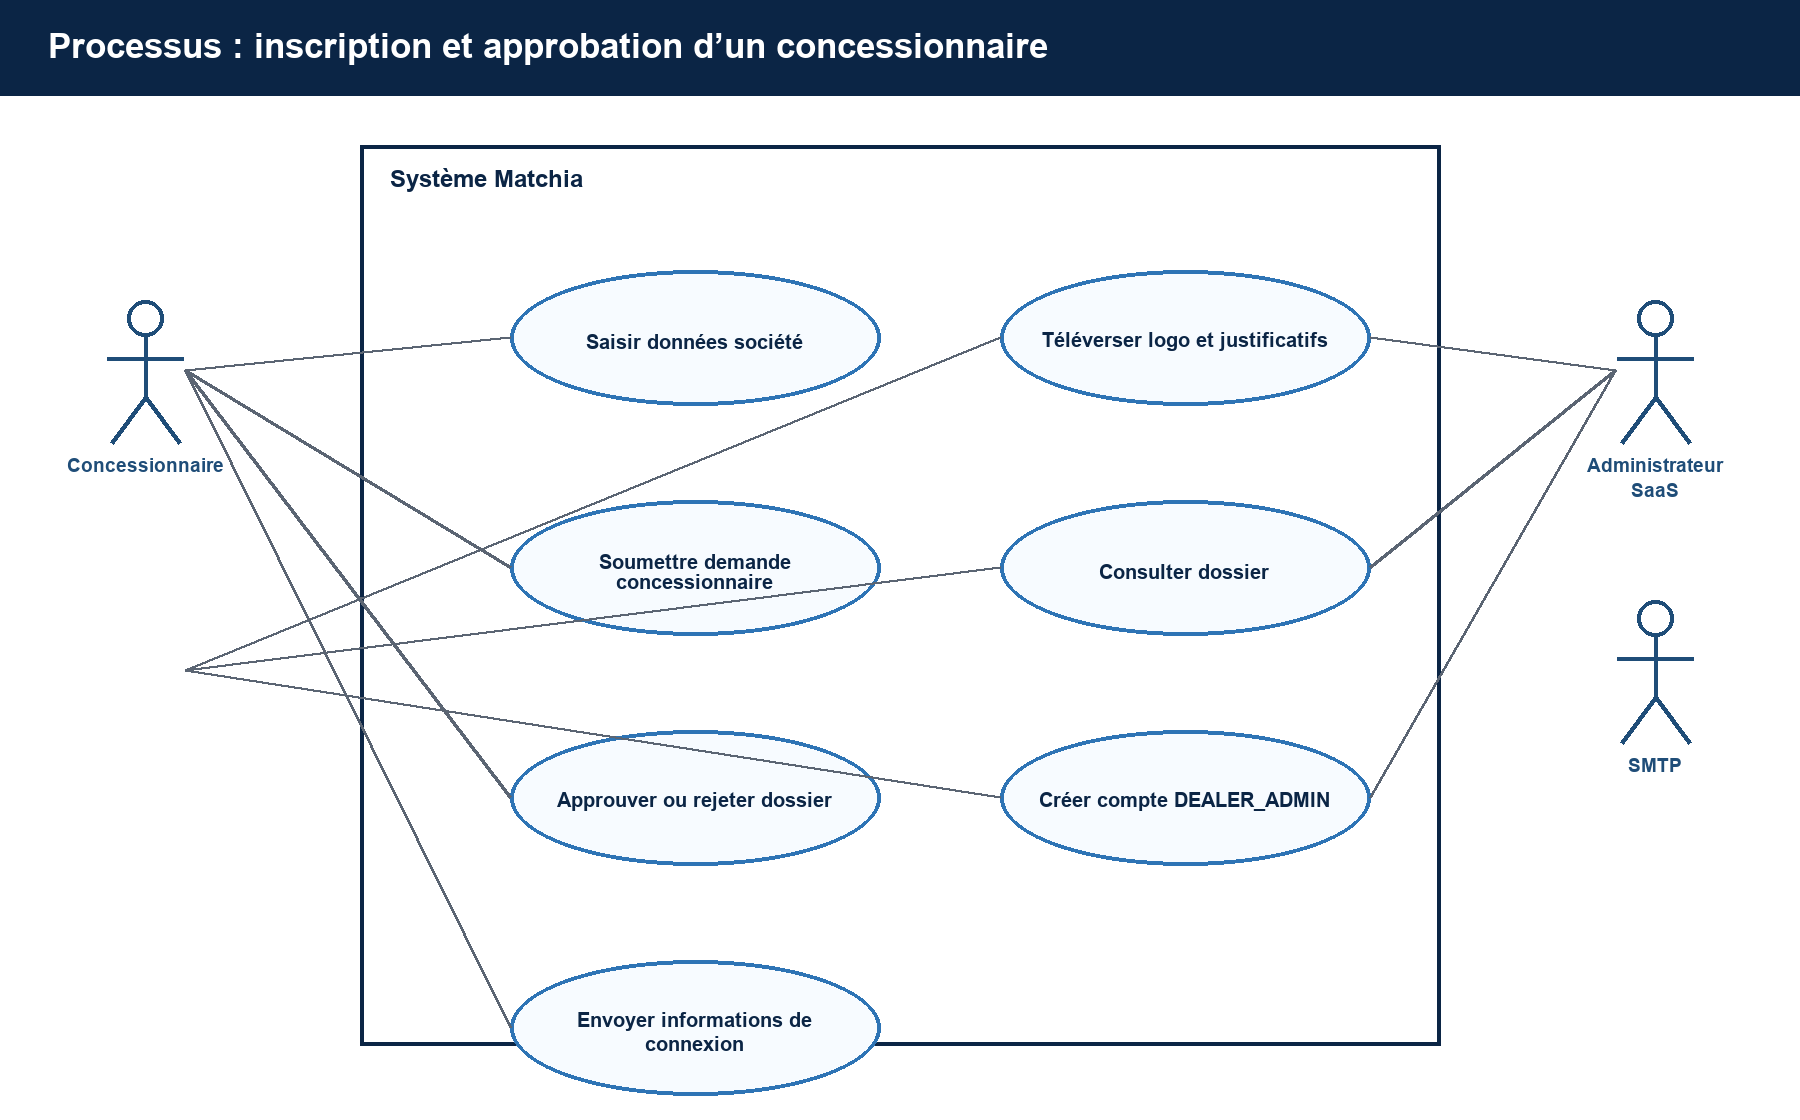 Processus : inscription et approbation d’un concessionnaire
Système Matchia
Saisir données société
Téléverser logo et justificatifs
Concessionnaire
Administrateur
SaaS
Soumettre demande
concessionnaire
Consulter dossier
SMTP
Approuver ou rejeter dossier
Créer compte DEALER_ADMIN
Envoyer informations de
connexion